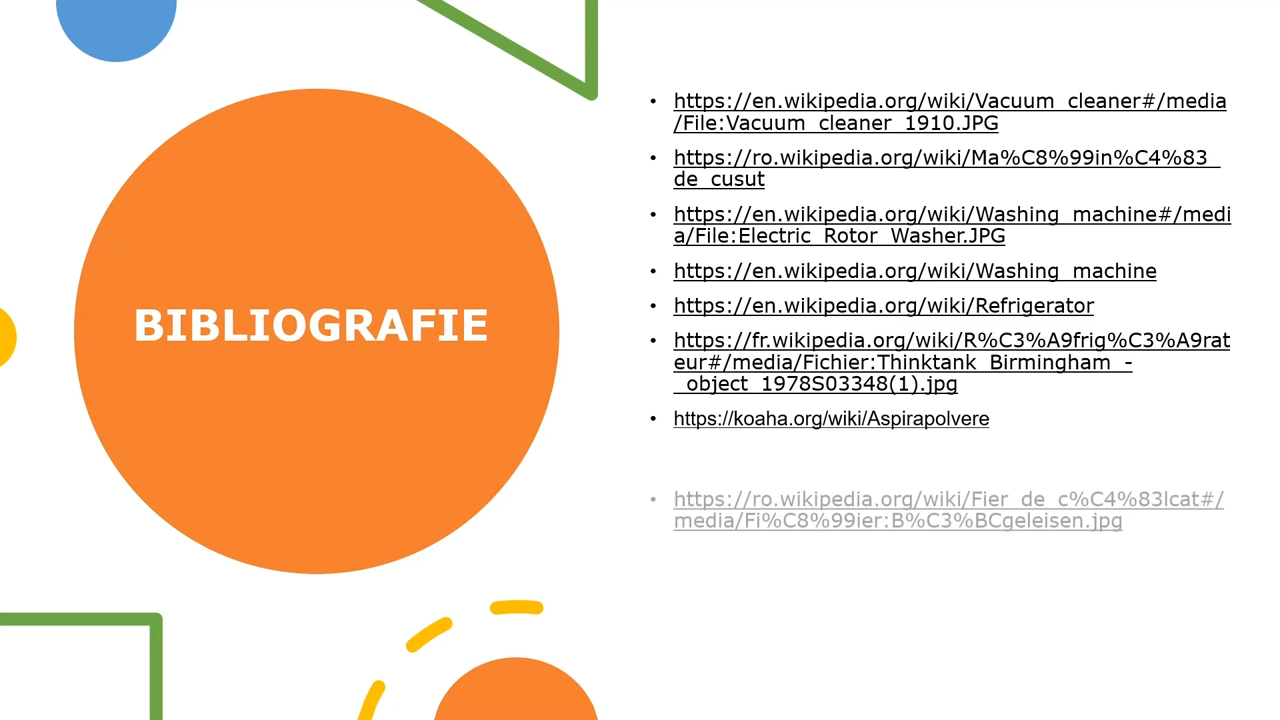 BIBLIOGRAFIE
https://en.wikipedia.org/wiki/Vacuum_cleaner#/media
/File:Vacuum_cleaner_1910.JPG
https://ro.wikipedia.org/wiki/Ma%C8%99in%C4%83_
de_cusut
https://en.wikipedia.org/wiki/Washing_machine#/medi
a/File:Electric_Rotor_Washer.JPG
https://en.wikipedia.org/wiki/Washing_machine
https://en.wikipedia.org/wiki/Refrigerator
https://fr.wikipedia.org/wiki/R%C3%A9frig%C3%A9rat
eur#/media/Fichier:Thinktank_Birmingham_-
_object_1978S03348(1).jpg
https://koaha.org/wiki/Aspirapolvere
https://ro.wikipedia.org/wiki/Fier_de_c%C4%83lcat#/
media/Fi%C8%99ier:B%C3%BCgeleisen.jpg